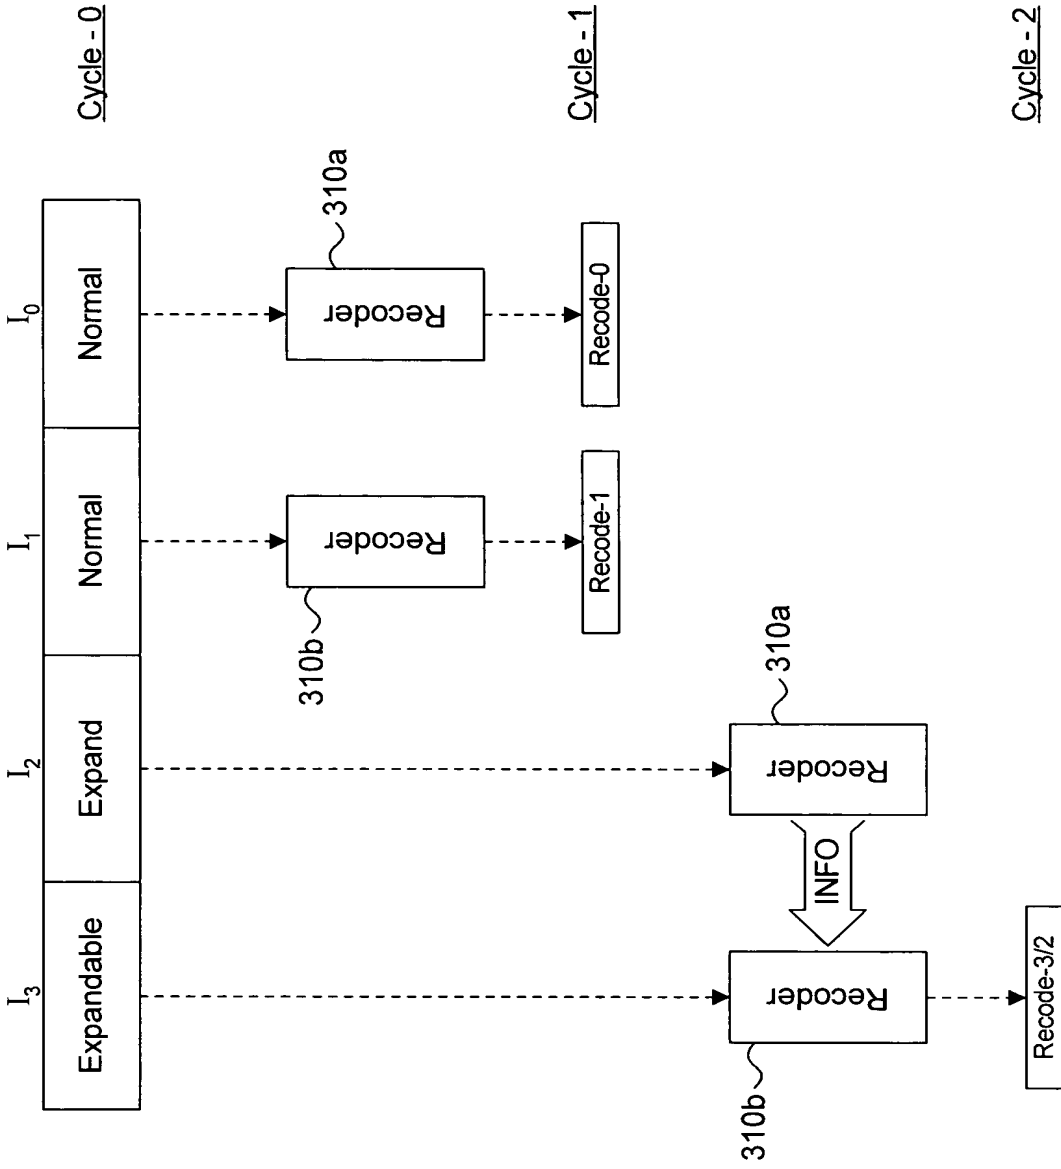 I3 I2 I1 I0
Expandable Expand Normal Normal Cycle - 0
310b 310a
Recoder Recoder
Recode-1 Recode-0 Cycle - 1
310a
Recoder INFO Recoder
310b
Recode-3/2 Cycle - 2